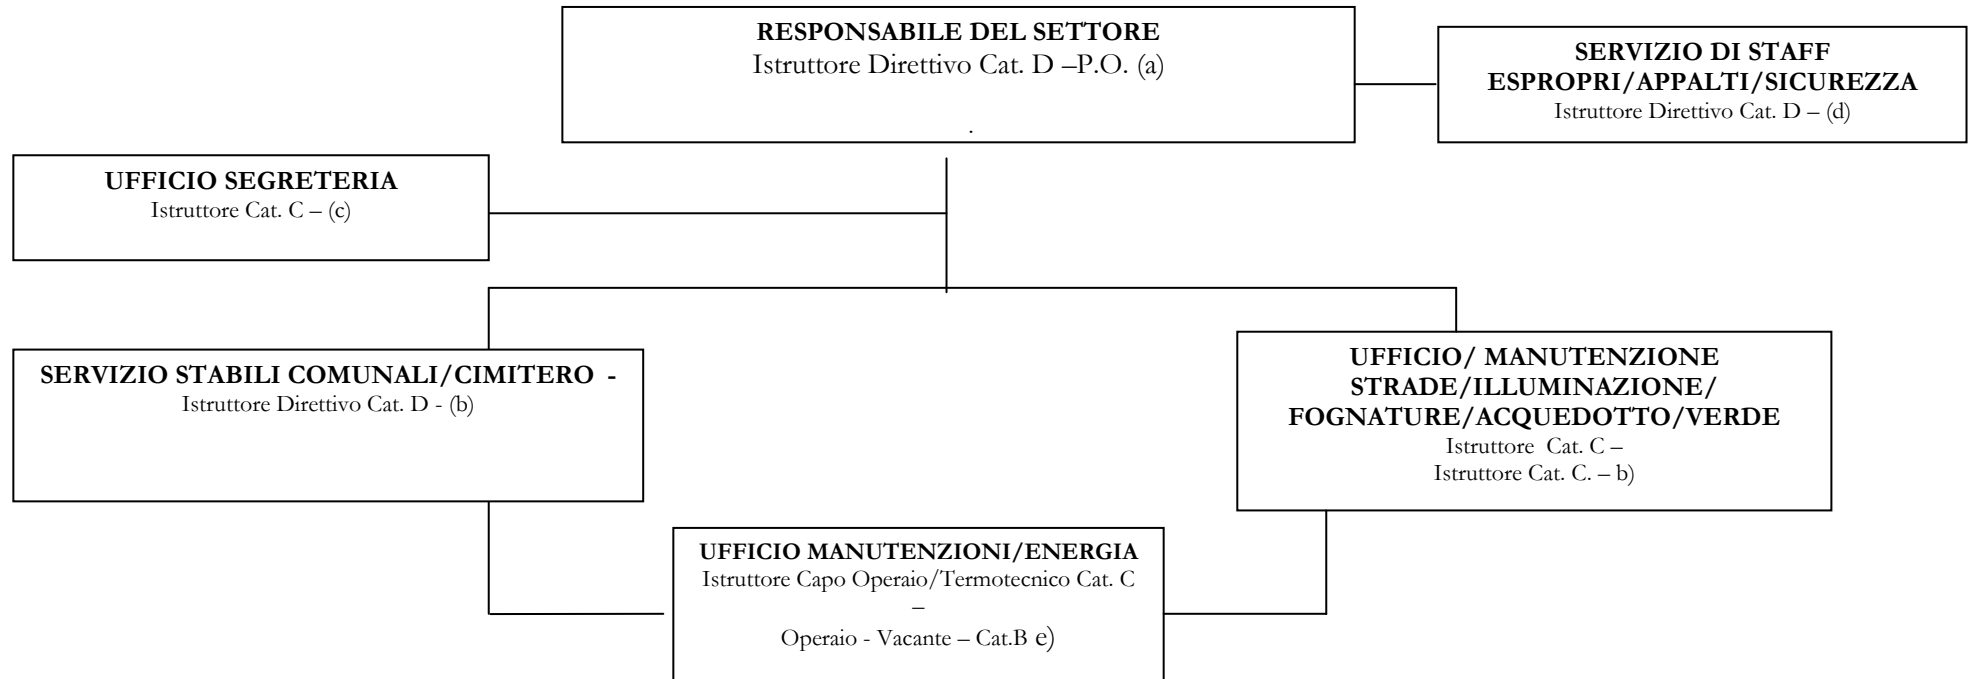 RESPONSABILE DEL SETTORE
Istruttore Direttivo Cat. D –P.O. (a)
.
SERVIZIO DI STAFF
ESPROPRI/APPALTI/SICUREZZA
Istruttore Direttivo Cat. D – (d)
UFFICIO SEGRETERIA
Istruttore Cat. C – (c)
SERVIZIO STABILI COMUNALI/CIMITERO -
Istruttore Direttivo Cat. D - (b)
UFFICIO/ MANUTENZIONE
STRADE/ILLUMINAZIONE/
FOGNATURE/ACQUEDOTTO/VERDE
Istruttore Cat. C –
Istruttore Cat. C. – b)
UFFICIO MANUTENZIONI/ENERGIA
Istruttore Capo Operaio/Termotecnico Cat. C
–
Operaio - Vacante – Cat.B e)